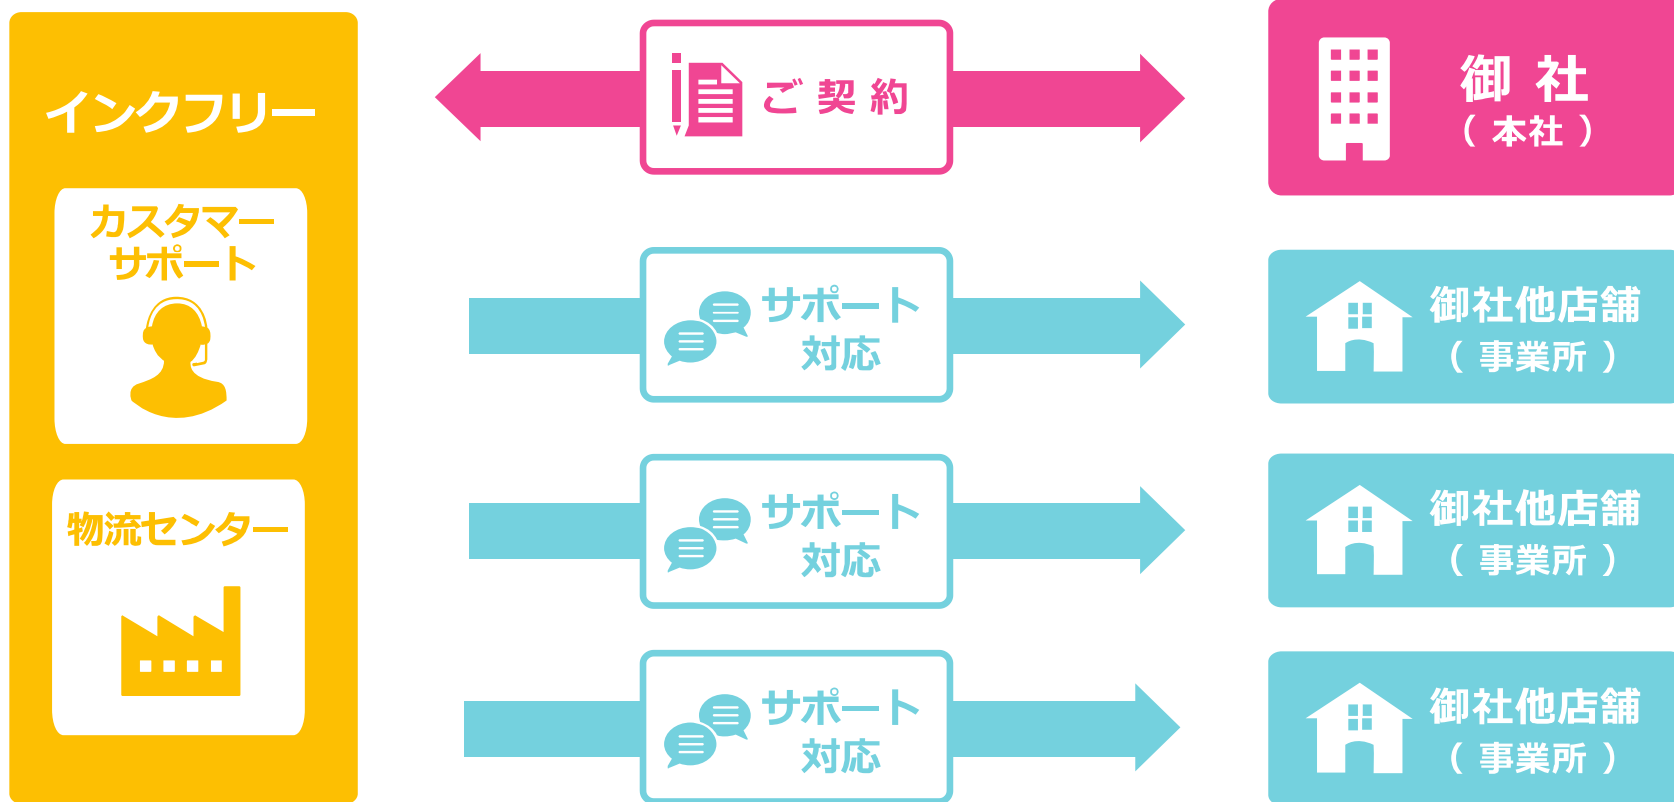 インクフリー
カスタマー
サポート
物流センター
ご契約
御社
（本社）
サポート
対応
御社他店舗
（事業所）
サポート
対応
御社他店舗
（事業所）
サポート
対応
御社他店舗
（事業所）